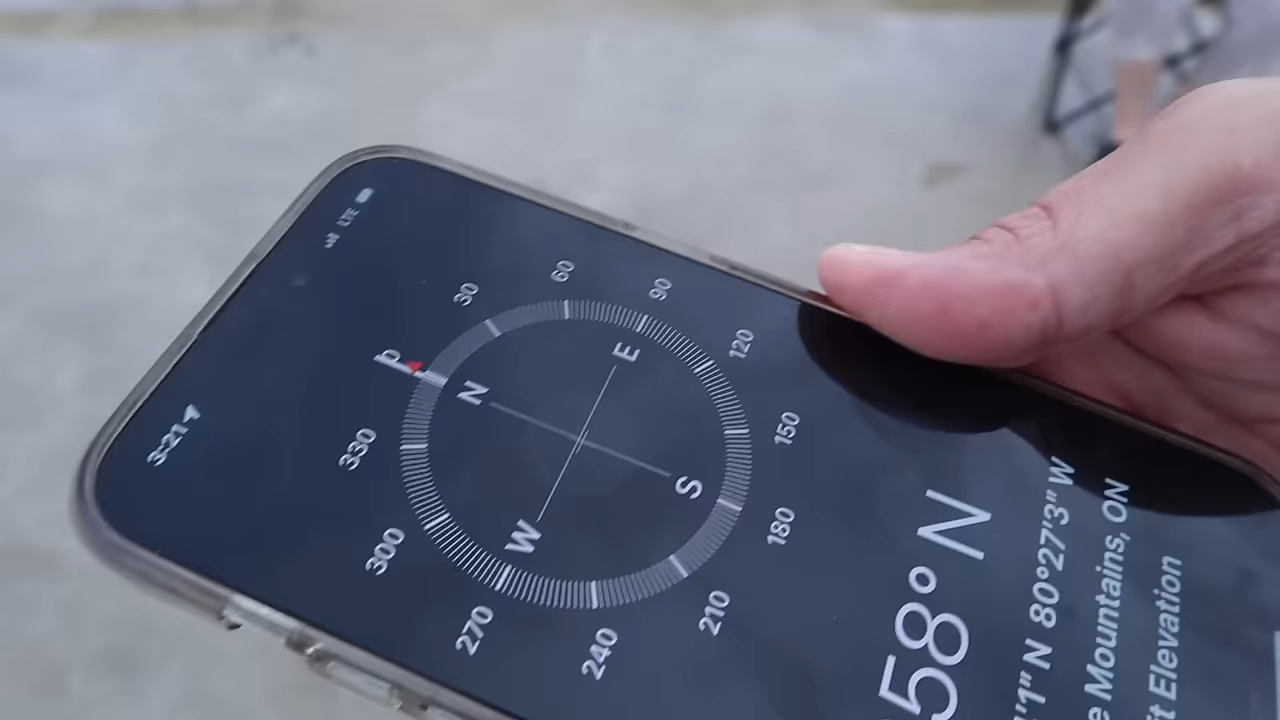 3:21
LTE
0
30
60
90
120
150
180
210
240
270
300
330
N
E
S
W
58° N
1" N 80°27'3" W
Mountains, ON
Elevation